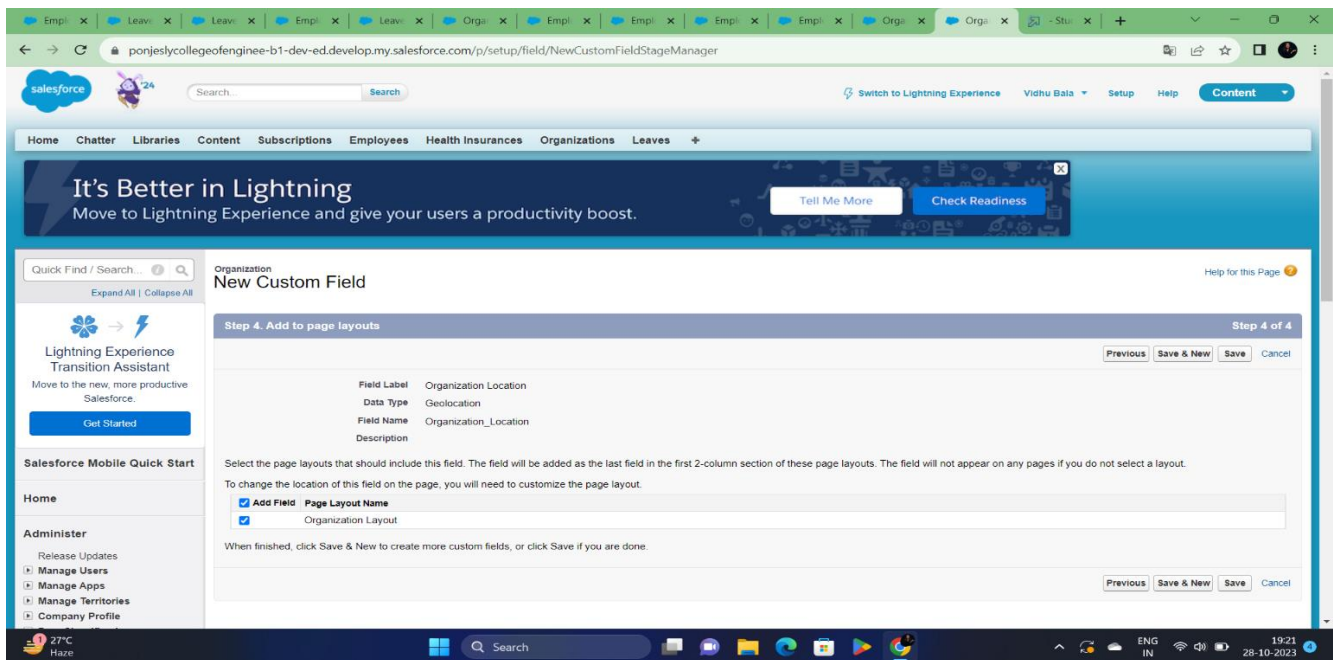 Empl Leave Leave Empl Leave Orga Empl Empl Empl Empl Orga Orga - Stu
ponjeslycollegeofenginee-b1-dev-ed.develop.my.salesforce.com/p/setup/field/NewCustomFieldStageManager
salesforce '24 Search... Search Switch to Lightning Experience Vidhu Bala Setup Help Content
Home Chatter Libraries Content Subscriptions Employees Health Insurances Organizations Leaves +
It's Better in Lightning
Move to Lightning Experience and give your users a productivity boost.
Tell Me More Check Readiness
Quick Find / Search...
Expand All | Collapse All
Lightning Experience
Transition Assistant
Move to the new, more productive
Salesforce.
Get Started
Salesforce Mobile Quick Start
Home
Administer
Release Updates
Manage Users
Manage Apps
Manage Territories
Company Profile
Organization
New Custom Field
Help for this Page
Step 4. Add to page layouts Step 4 of 4
Previous Save & New Save Cancel
Field Label Organization Location
Data Type Geolocation
Field Name Organization_Location
Description
Select the page layouts that should include this field. The field will be added as the last field in the first 2-column section of these page layouts. The field will not appear on any pages if you do not select a layout.
To change the location of this field on the page, you will need to customize the page layout.
Add Field Page Layout Name
Organization Layout
When finished, click Save & New to create more custom fields, or click Save if you are done.
Previous Save & New Save Cancel
1 27°C
Haze
Search
ENG
IN
19:21
28-10-2023
4